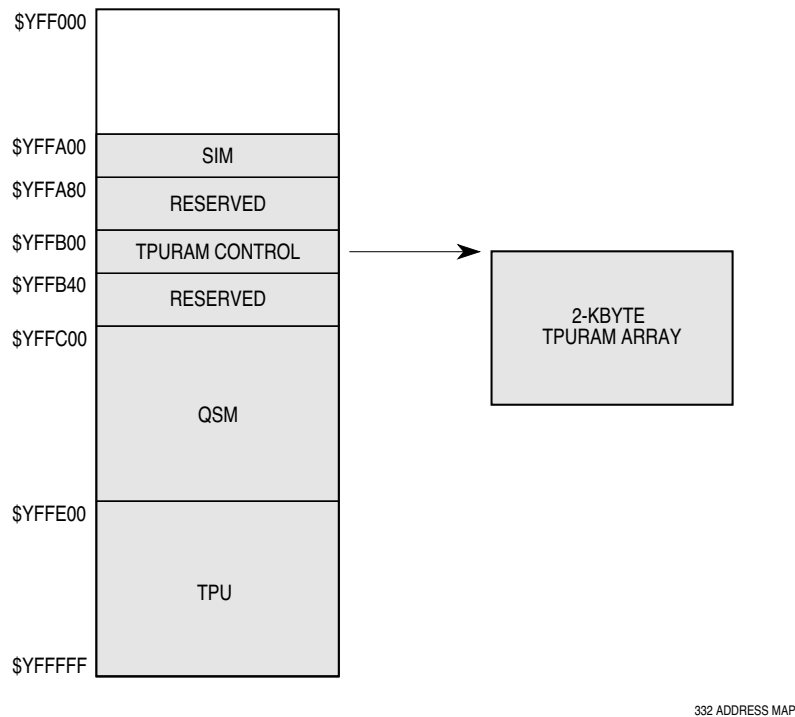 $YFF000
$YFFA00
SIM
$YFFA80
RESERVED
$YFFB00
TPURAM CONTROL
$YFFB40
RESERVED
$YFFC00
QSM
$YFFE00
TPU
$YFFFFF
2-KBYTE
TPURAM ARRAY
332 ADDRESS MAP